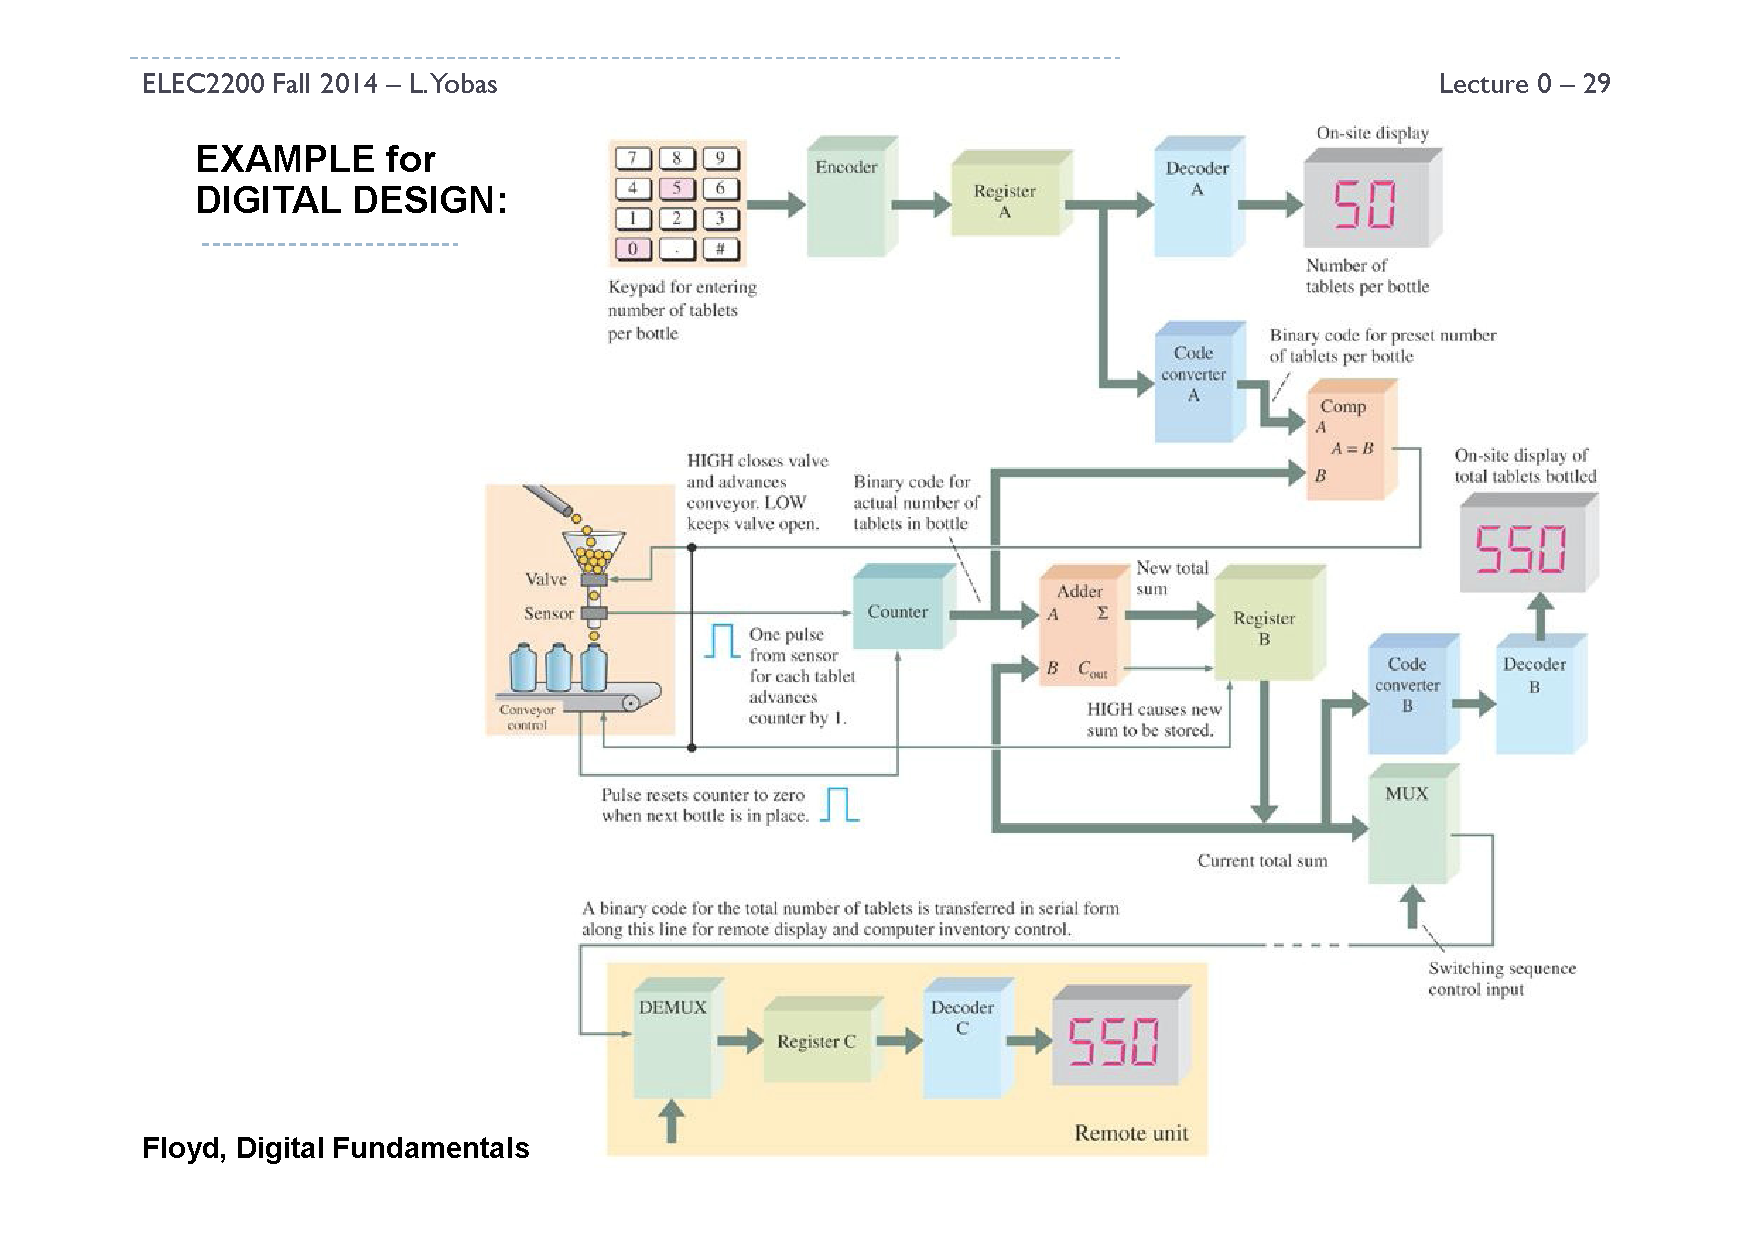 ELEC2200 Fall 2014 – L.Yobas
Lecture 0 – 29
EXAMPLE for
DIGITAL DESIGN:
7 8 9
4 5 6
1 2 3
0 . #
Keypad for entering
number of tablets
per bottle
Encoder
Register
A
Decoder
A
On-site display
50
Number of
tablets per bottle
Code
converter
A
Binary code for preset number
of tablets per bottle
Comp
A
A = B
B
HIGH closes valve
and advances
conveyor. LOW
keeps valve open.
Binary code for
actual number of
tablets in bottle
On-site display of
total tablets bottled
550
Valve
Sensor
Conveyor
control
One pulse
from sensor
for each tablet
advances
counter by 1.
Counter
Adder
A Σ
B Cout
New total
sum
Register
B
HIGH causes new
sum to be stored.
Code
converter
B
Decoder
B
Pulse resets counter to zero
when next bottle is in place.
MUX
Current total sum
Switching sequence
control input
A binary code for the total number of tablets is transferred in serial form
along this line for remote display and computer inventory control.
DEMUX
Register C
Decoder
C
550
Remote unit
Floyd, Digital Fundamentals